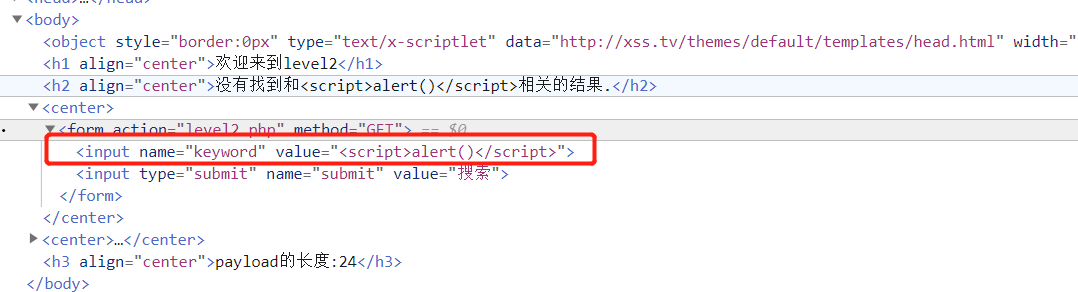 <head>…</head>
▼<body>
<object style="border:0px" type="text/x-scriptlet" data="http://xss.tv/themes/default/templates/head.html" width="
<h1 align="center">欢迎来到level2</h1>
<h2 align="center">没有找到和<script>alert()</script>相关的结果.</h2>
▼<center>
▼<form action="level2.php" method="GET"> == $0
<input name="keyword" value="<script>alert()</script>">
<input type="submit" name="submit" value="搜索">
</form>
</center>
▶<center>…</center>
<h3 align="center">payload的长度:24</h3>
</body>